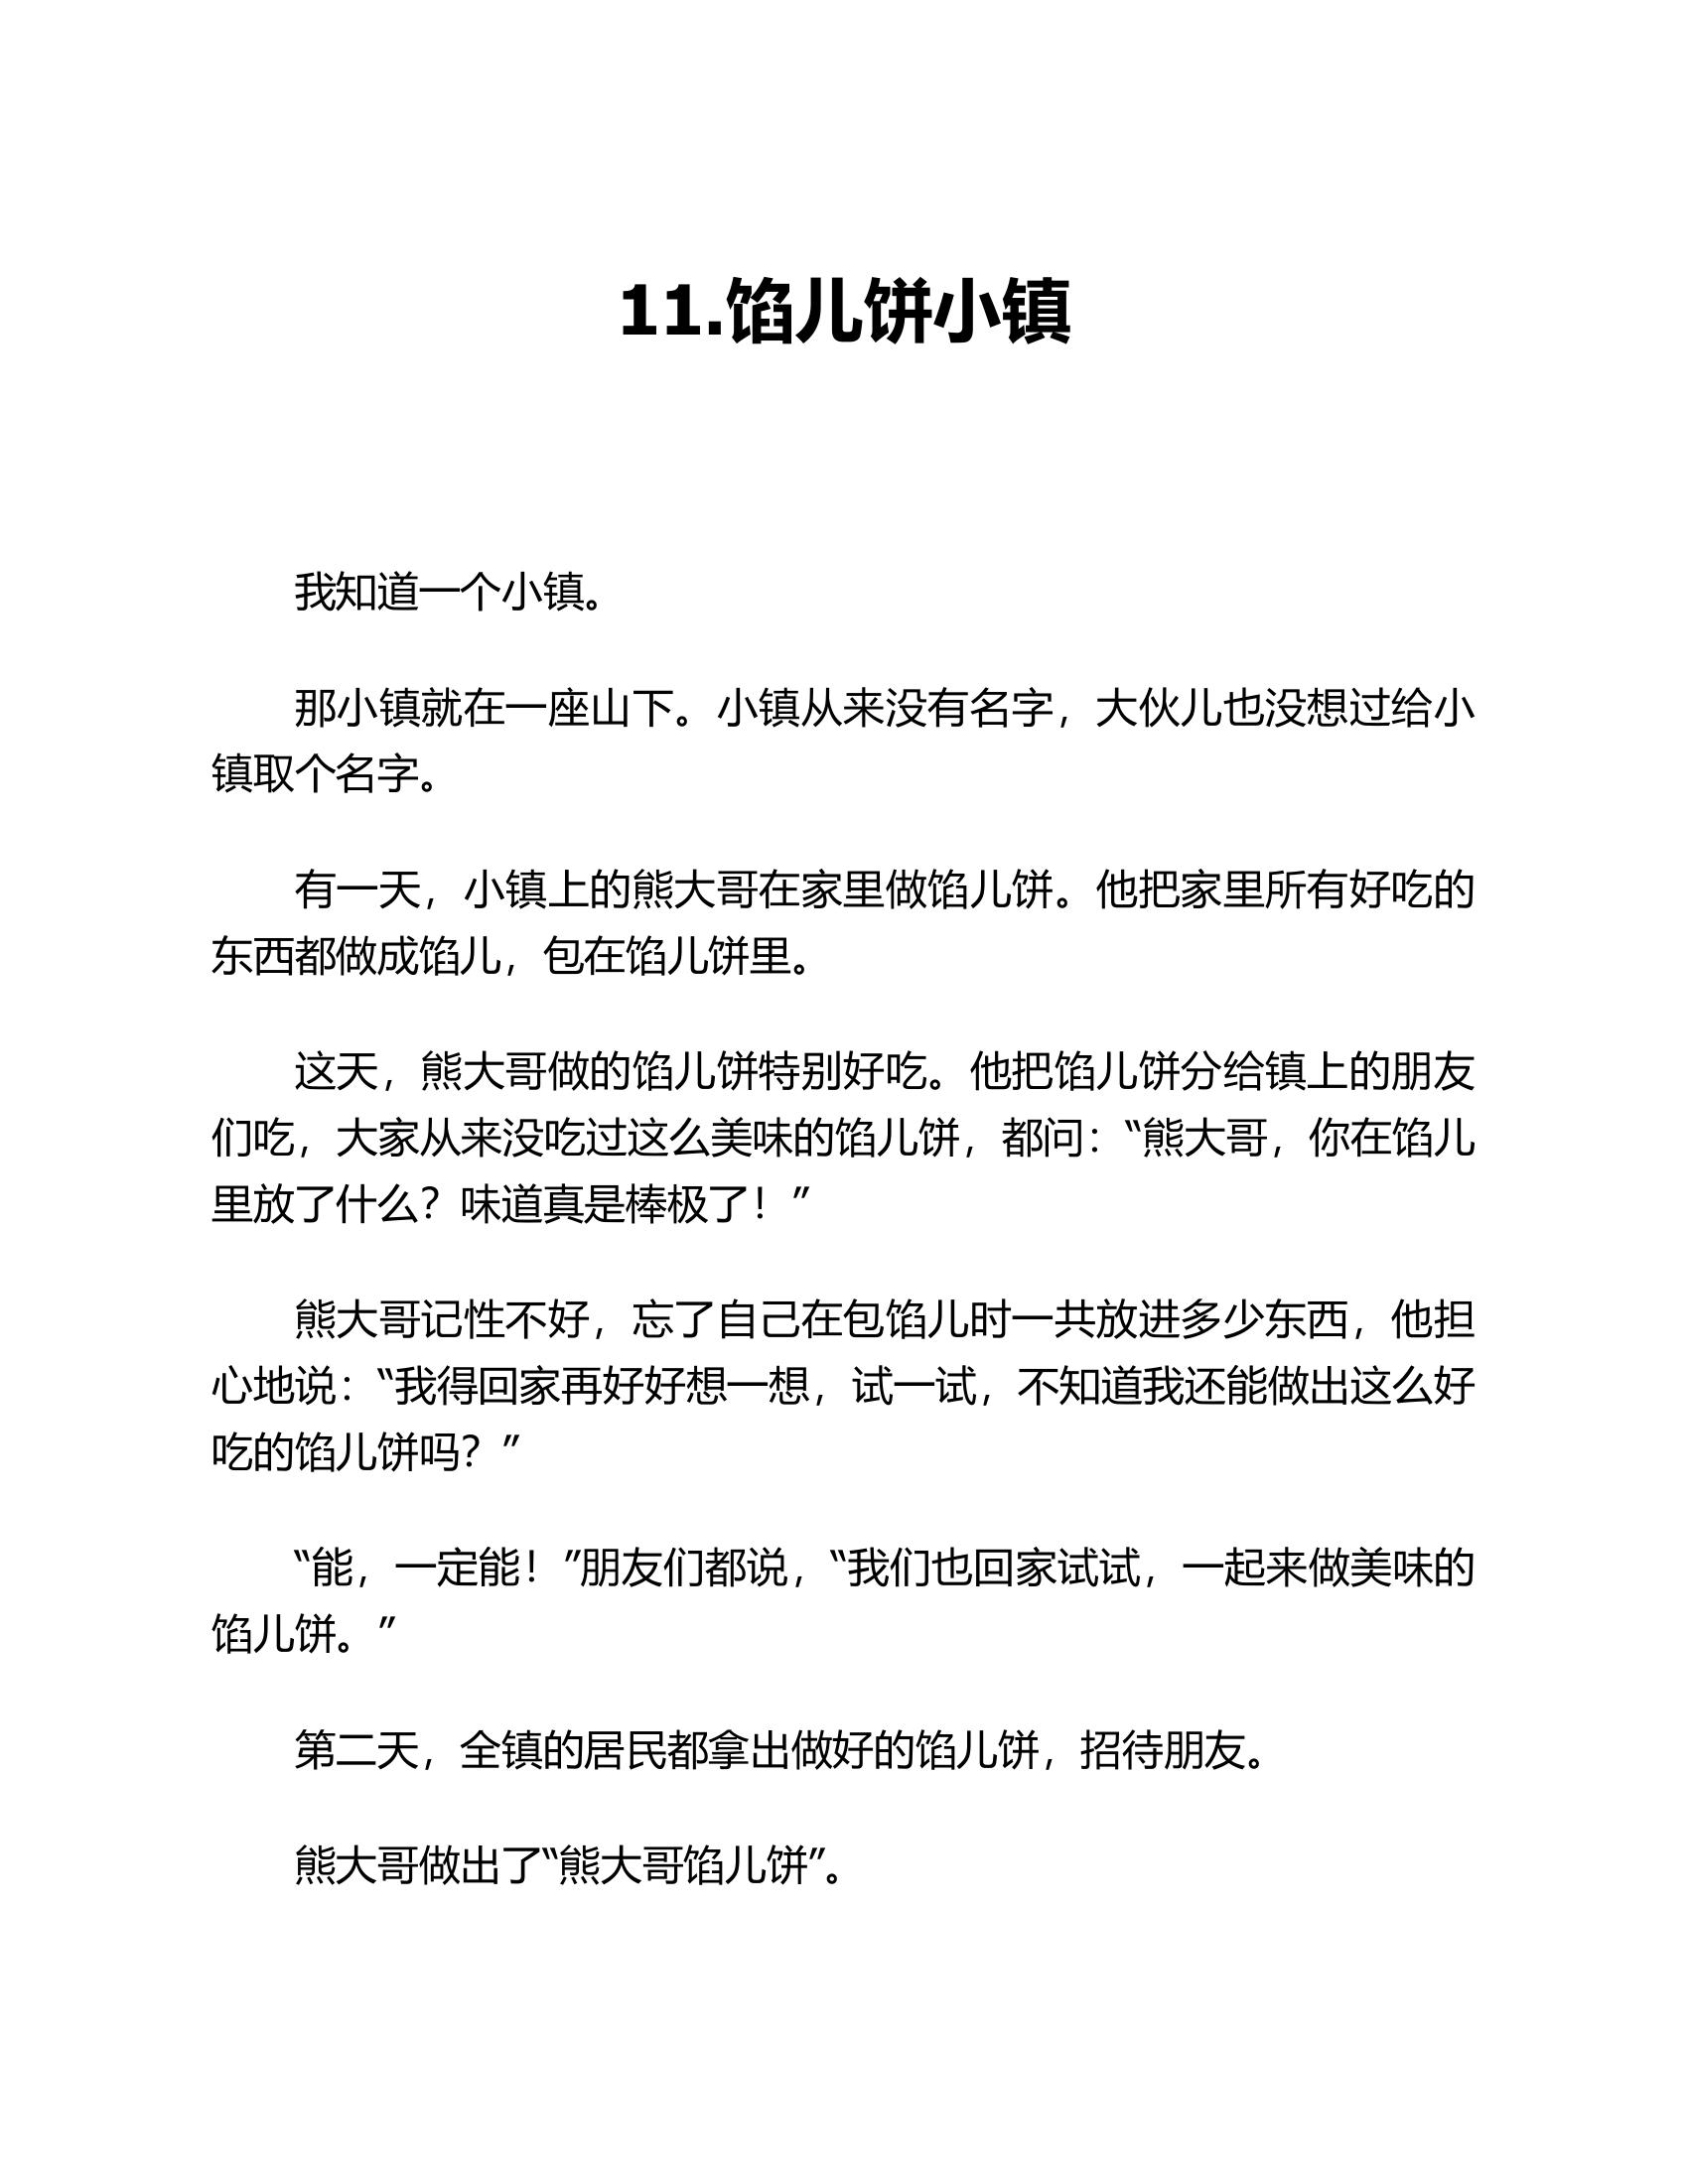 11.馅儿饼小镇
我知道一个小镇。
那小镇就在一座山下。小镇从来没有名字，大伙儿也没想过给小
镇取个名字。
有一天，小镇上的熊大哥在家里做馅儿饼。他把家里所有好吃的
东西都做成馅儿，包在馅儿饼里。
这天，熊大哥做的馅儿饼特别好吃。他把馅儿饼分给镇上的朋友
们吃，大家从来没吃过这么美味的馅儿饼，都问：“熊大哥，你在馅儿
里放了什么？味道真是棒极了！”
熊大哥记性不好，忘了自己在包馅儿时一共放进多少东西，他担
心地说：“我得回家再好好想一想，试一试，不知道我还能做出这么好
吃的馅儿饼吗？”
“能，一定能！”朋友们都说，“我们也回家试试，一起来做美味的
馅儿饼。”
第二天，全镇的居民都拿出做好的馅儿饼，招待朋友。
熊大哥做出了“熊大哥馅儿饼”。